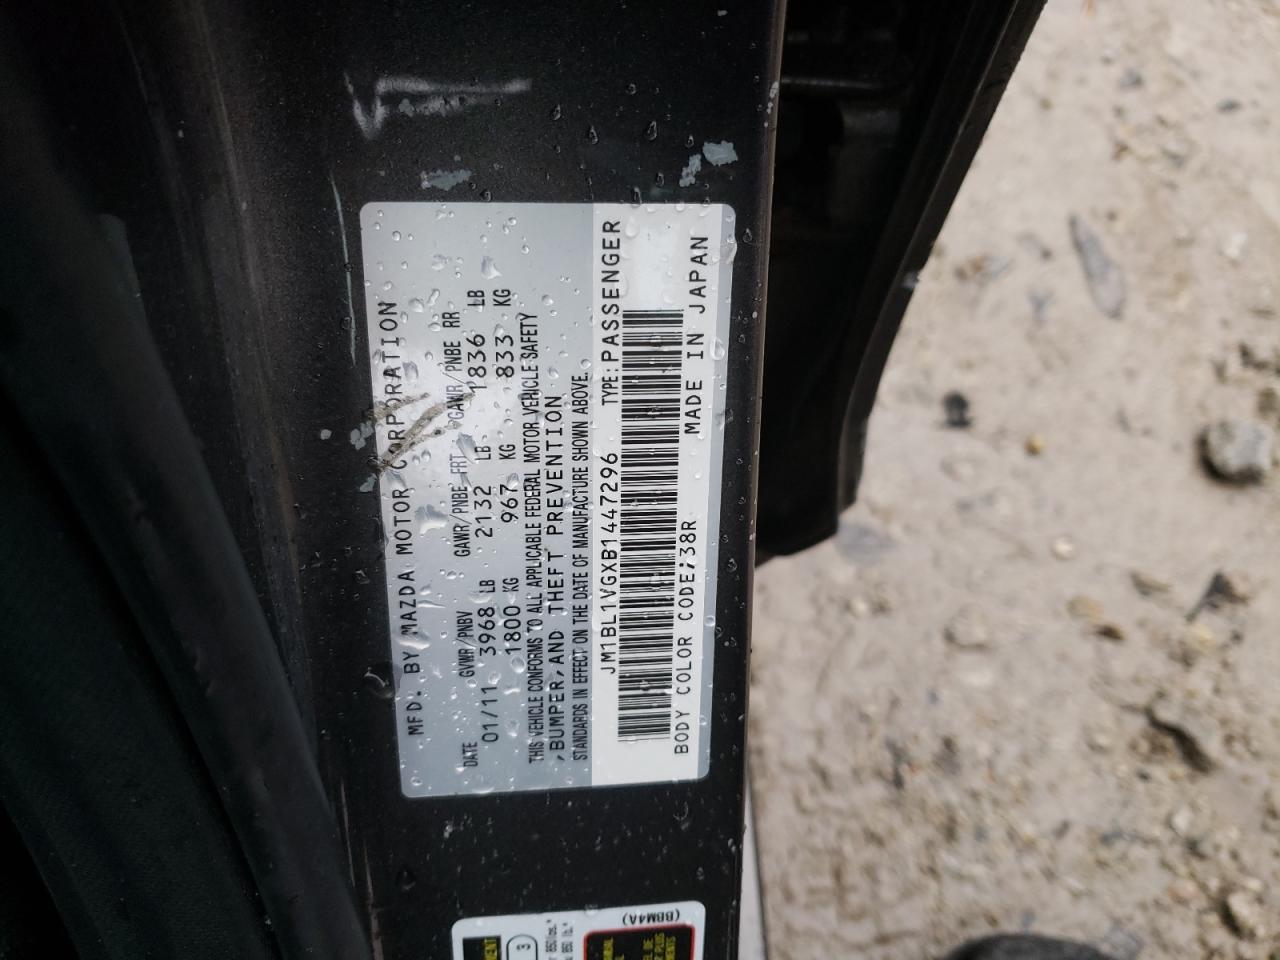 MFD. BY MAZDA MOTOR CORPORATION
DATE GVWR/PNBV GAWR/PNBE FRT GAWR/PNBE RR
01/11 3968 LB 2132 LB 1836 LB
1800 KG 967 KG 833 KG
THIS VEHICLE CONFORMS TO ALL APPLICABLE FEDERAL MOTOR VEHICLE SAFETY
,BUMPER,AND THEFT PREVENTION
STANDARDS IN EFFECT ON THE DATE OF MANUFACTURE SHOWN ABOVE.
JM1BL1VGXB1447296 TYPE:PASSENGER
BODY COLOR CODE:38R MADE IN JAPAN
(BBM4A)
3